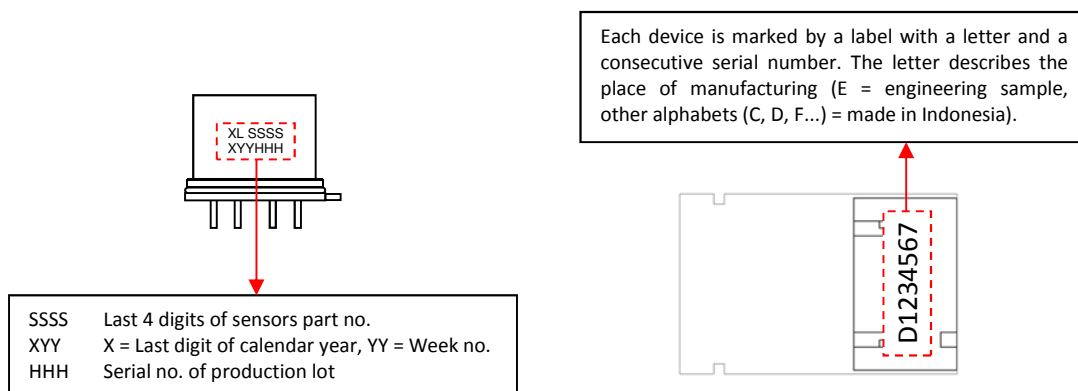 Each device is marked by a label with a letter and a
consecutive serial number. The letter describes the
place of manufacturing (E = engineering sample,
other alphabets (C, D, F...) = made in Indonesia).
XL SSSS
XYYHHH
D1234567
SSSS Last 4 digits of sensors part no.
XYY X = Last digit of calendar year, YY = Week no.
HHH Serial no. of production lot